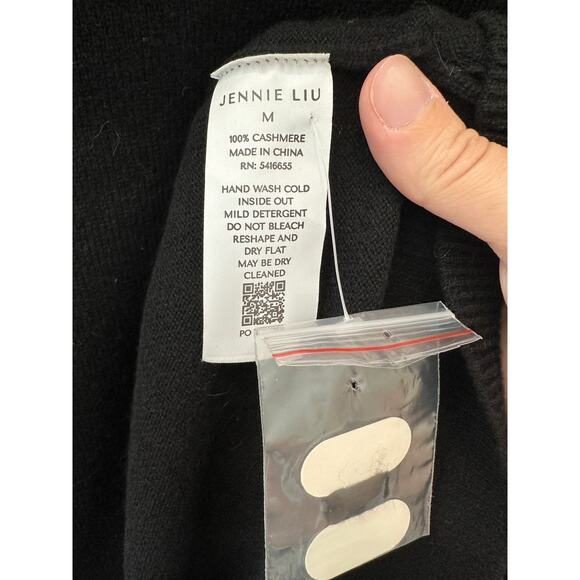 JENNIE LIU
M
100% CASHMERE
MADE IN CHINA
RN: 5416655
HAND WASH COLD
INSIDE OUT
MILD DETERGENT
DO NOT BLEACH
RESHAPE AND
DRY FLAT
MAY BE DRY
CLEANED
PO